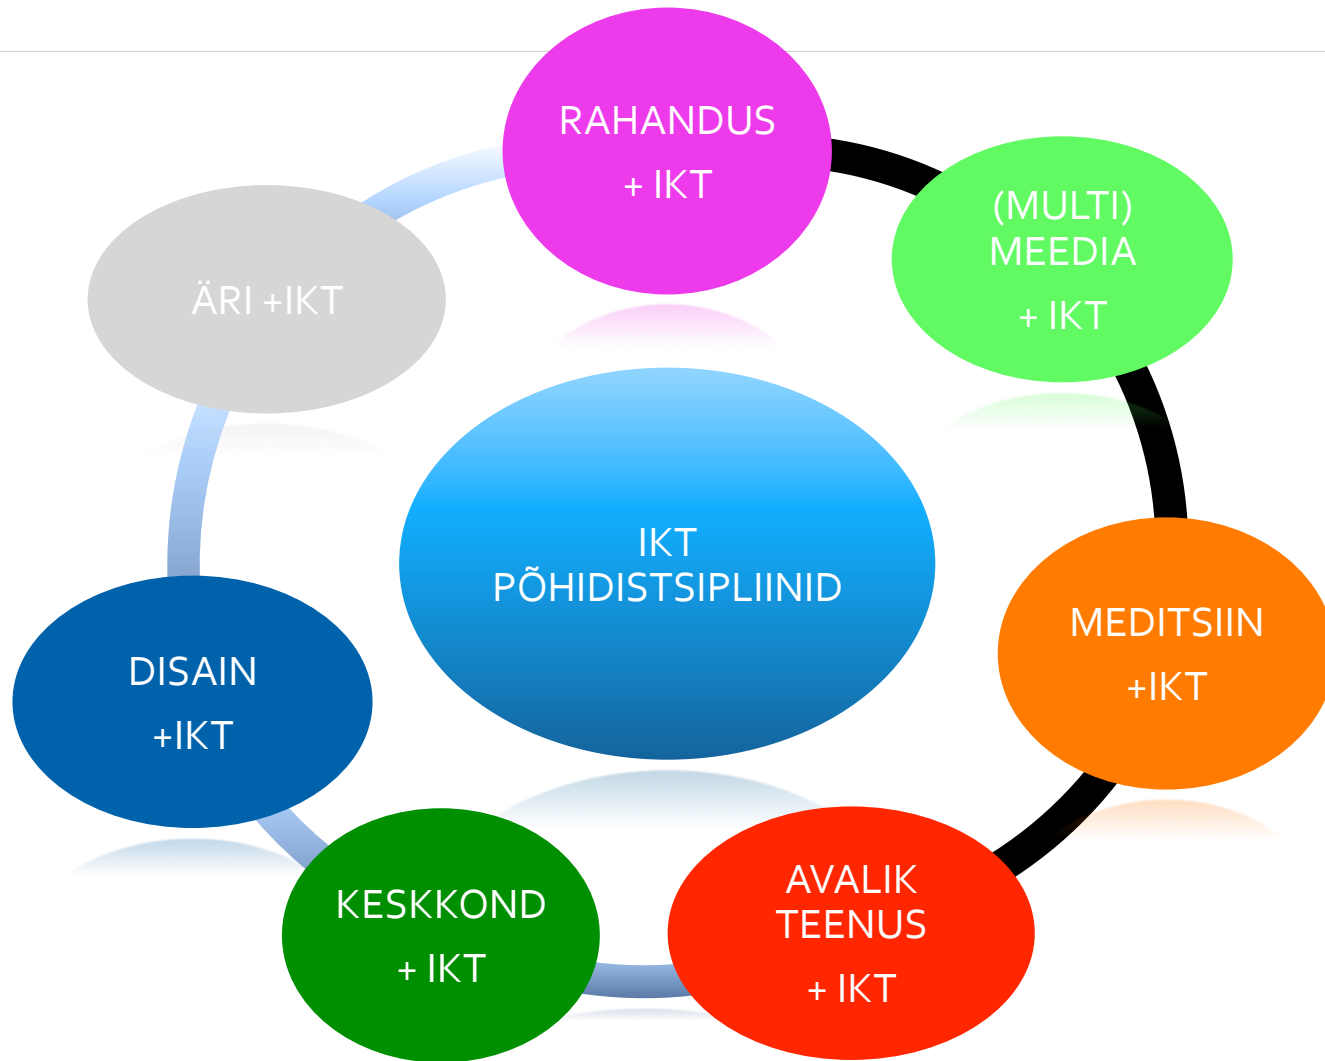 RAHANDUS
+ IKT
(MULTI)
MEEDIA
+ IKT
ÄRI +IKT
IKT
PÕHIDISTSIPLIINID
MEDITSIIN
+IKT
DISAIN
+IKT
AVALIK
TEENUS
+ IKT
KESKKOND
+ IKT